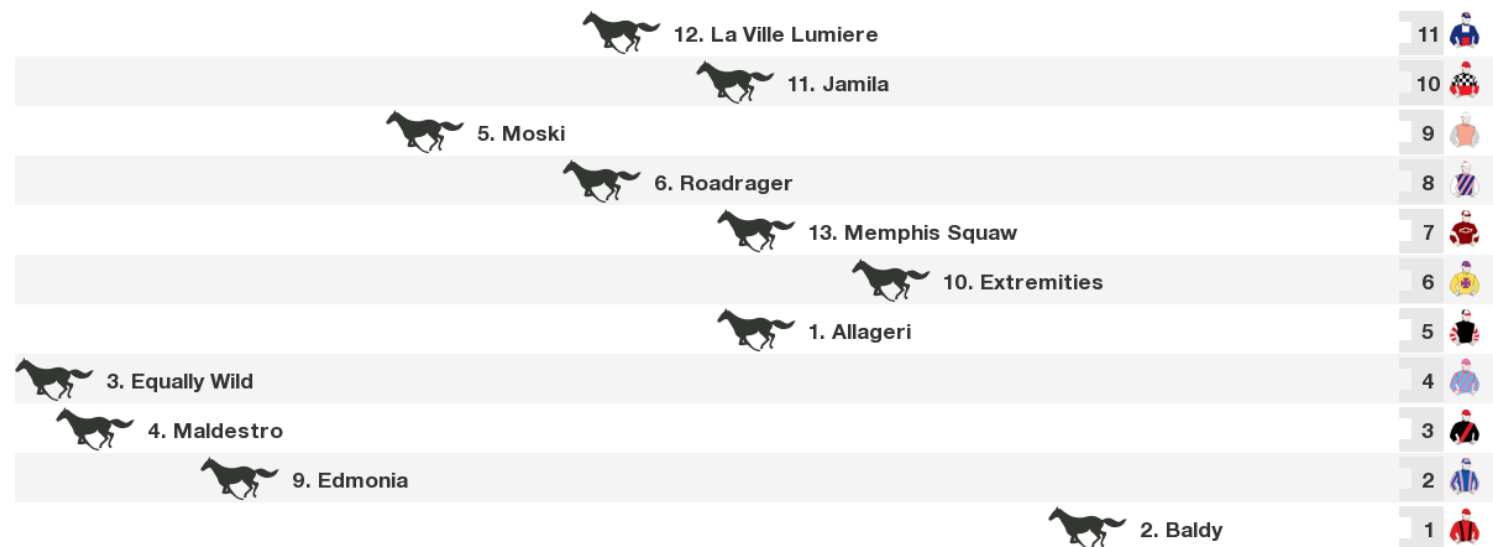 12. La Ville Lumiere 11
11. Jamila 10
5. Moski 9
6. Roadrager 8
13. Memphis Squaw 7
10. Extremities 6
1. Allageri 5
3. Equally Wild 4
4. Maldestro 3
9. Edmonia 2
2. Baldy 1